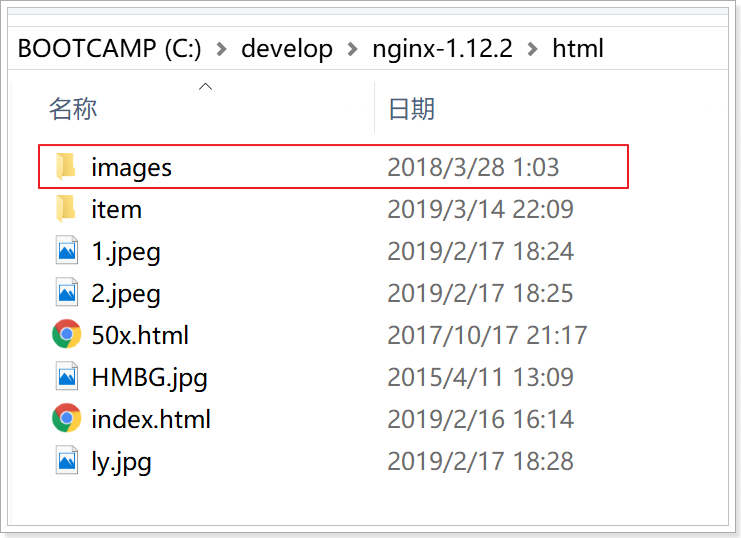 BOOTCAMP (C:) > develop > nginx-1.12.2 > html
名称 日期
images 2018/3/28 1:03
item 2019/3/14 22:09
1.jpeg 2019/2/17 18:24
2.jpeg 2019/2/17 18:25
50x.html 2017/10/17 21:17
HMBG.jpg 2015/4/11 13:09
index.html 2019/2/16 16:14
ly.jpg 2019/2/17 18:28